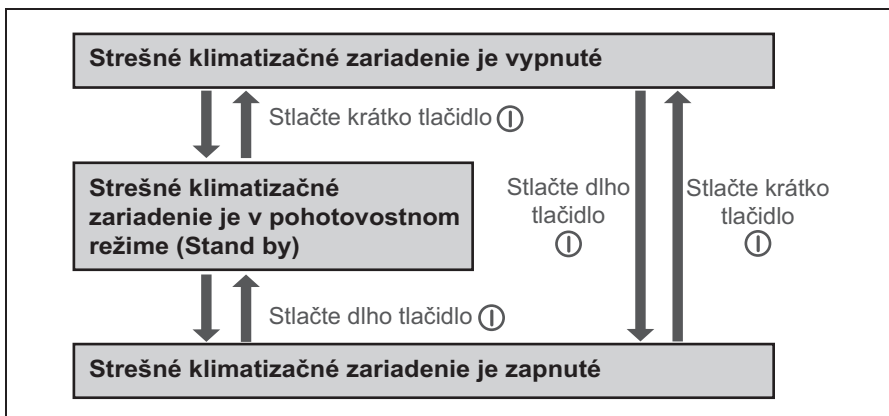 Strešné klimatizačné zariadenie je vypnuté
Stlačte krátko tlačidlo
Strešné klimatizačné
zariadenie je v pohotovostnom
režime (Stand by)
Stlačte dlho
tlačidlo
Stlačte krátko
tlačidlo
Stlačte dlho tlačidlo
Strešné klimatizačné zariadenie je zapnuté